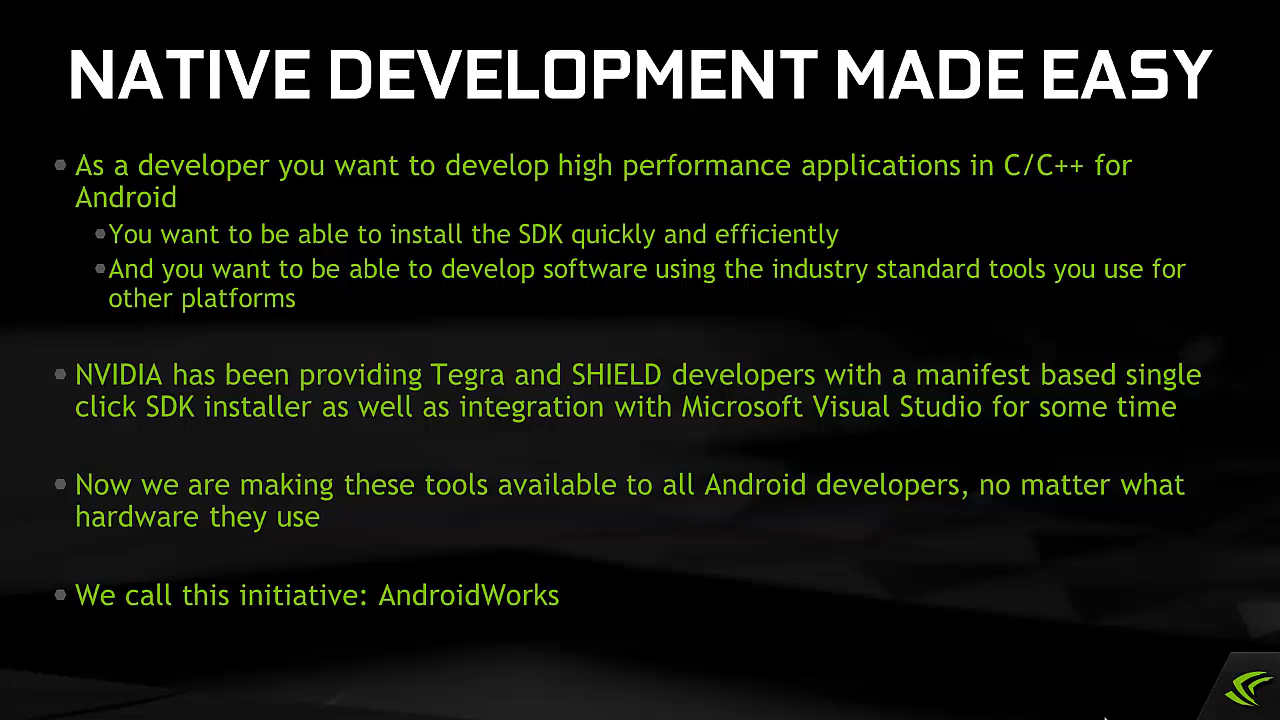 NATIVE DEVELOPMENT MADE EASY
As a developer you want to develop high performance applications in C/C++ for
Android
You want to be able to install the SDK quickly and efficiently
And you want to be able to develop software using the industry standard tools you use for
other platforms
NVIDIA has been providing Tegra and SHIELD developers with a manifest based single
click SDK installer as well as integration with Microsoft Visual Studio for some time
Now we are making these tools available to all Android developers, no matter what
hardware they use
We call this initiative: AndroidWorks